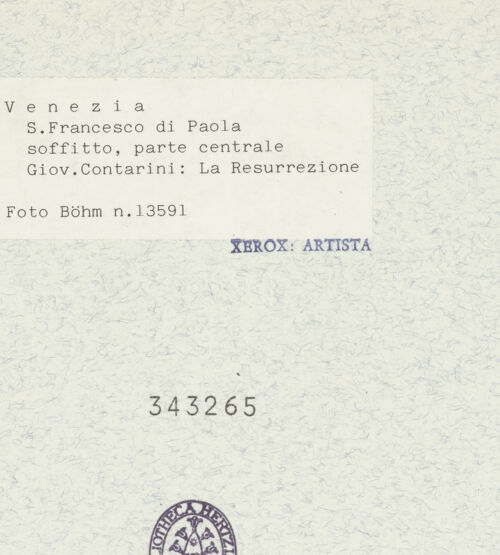 V e n e z i a
S.Francesco di Paola
soffitto, parte centrale
Giov.Contarini: La Resurrezione
Foto Böhm n.13591
XEROX: ARTISTA
343265